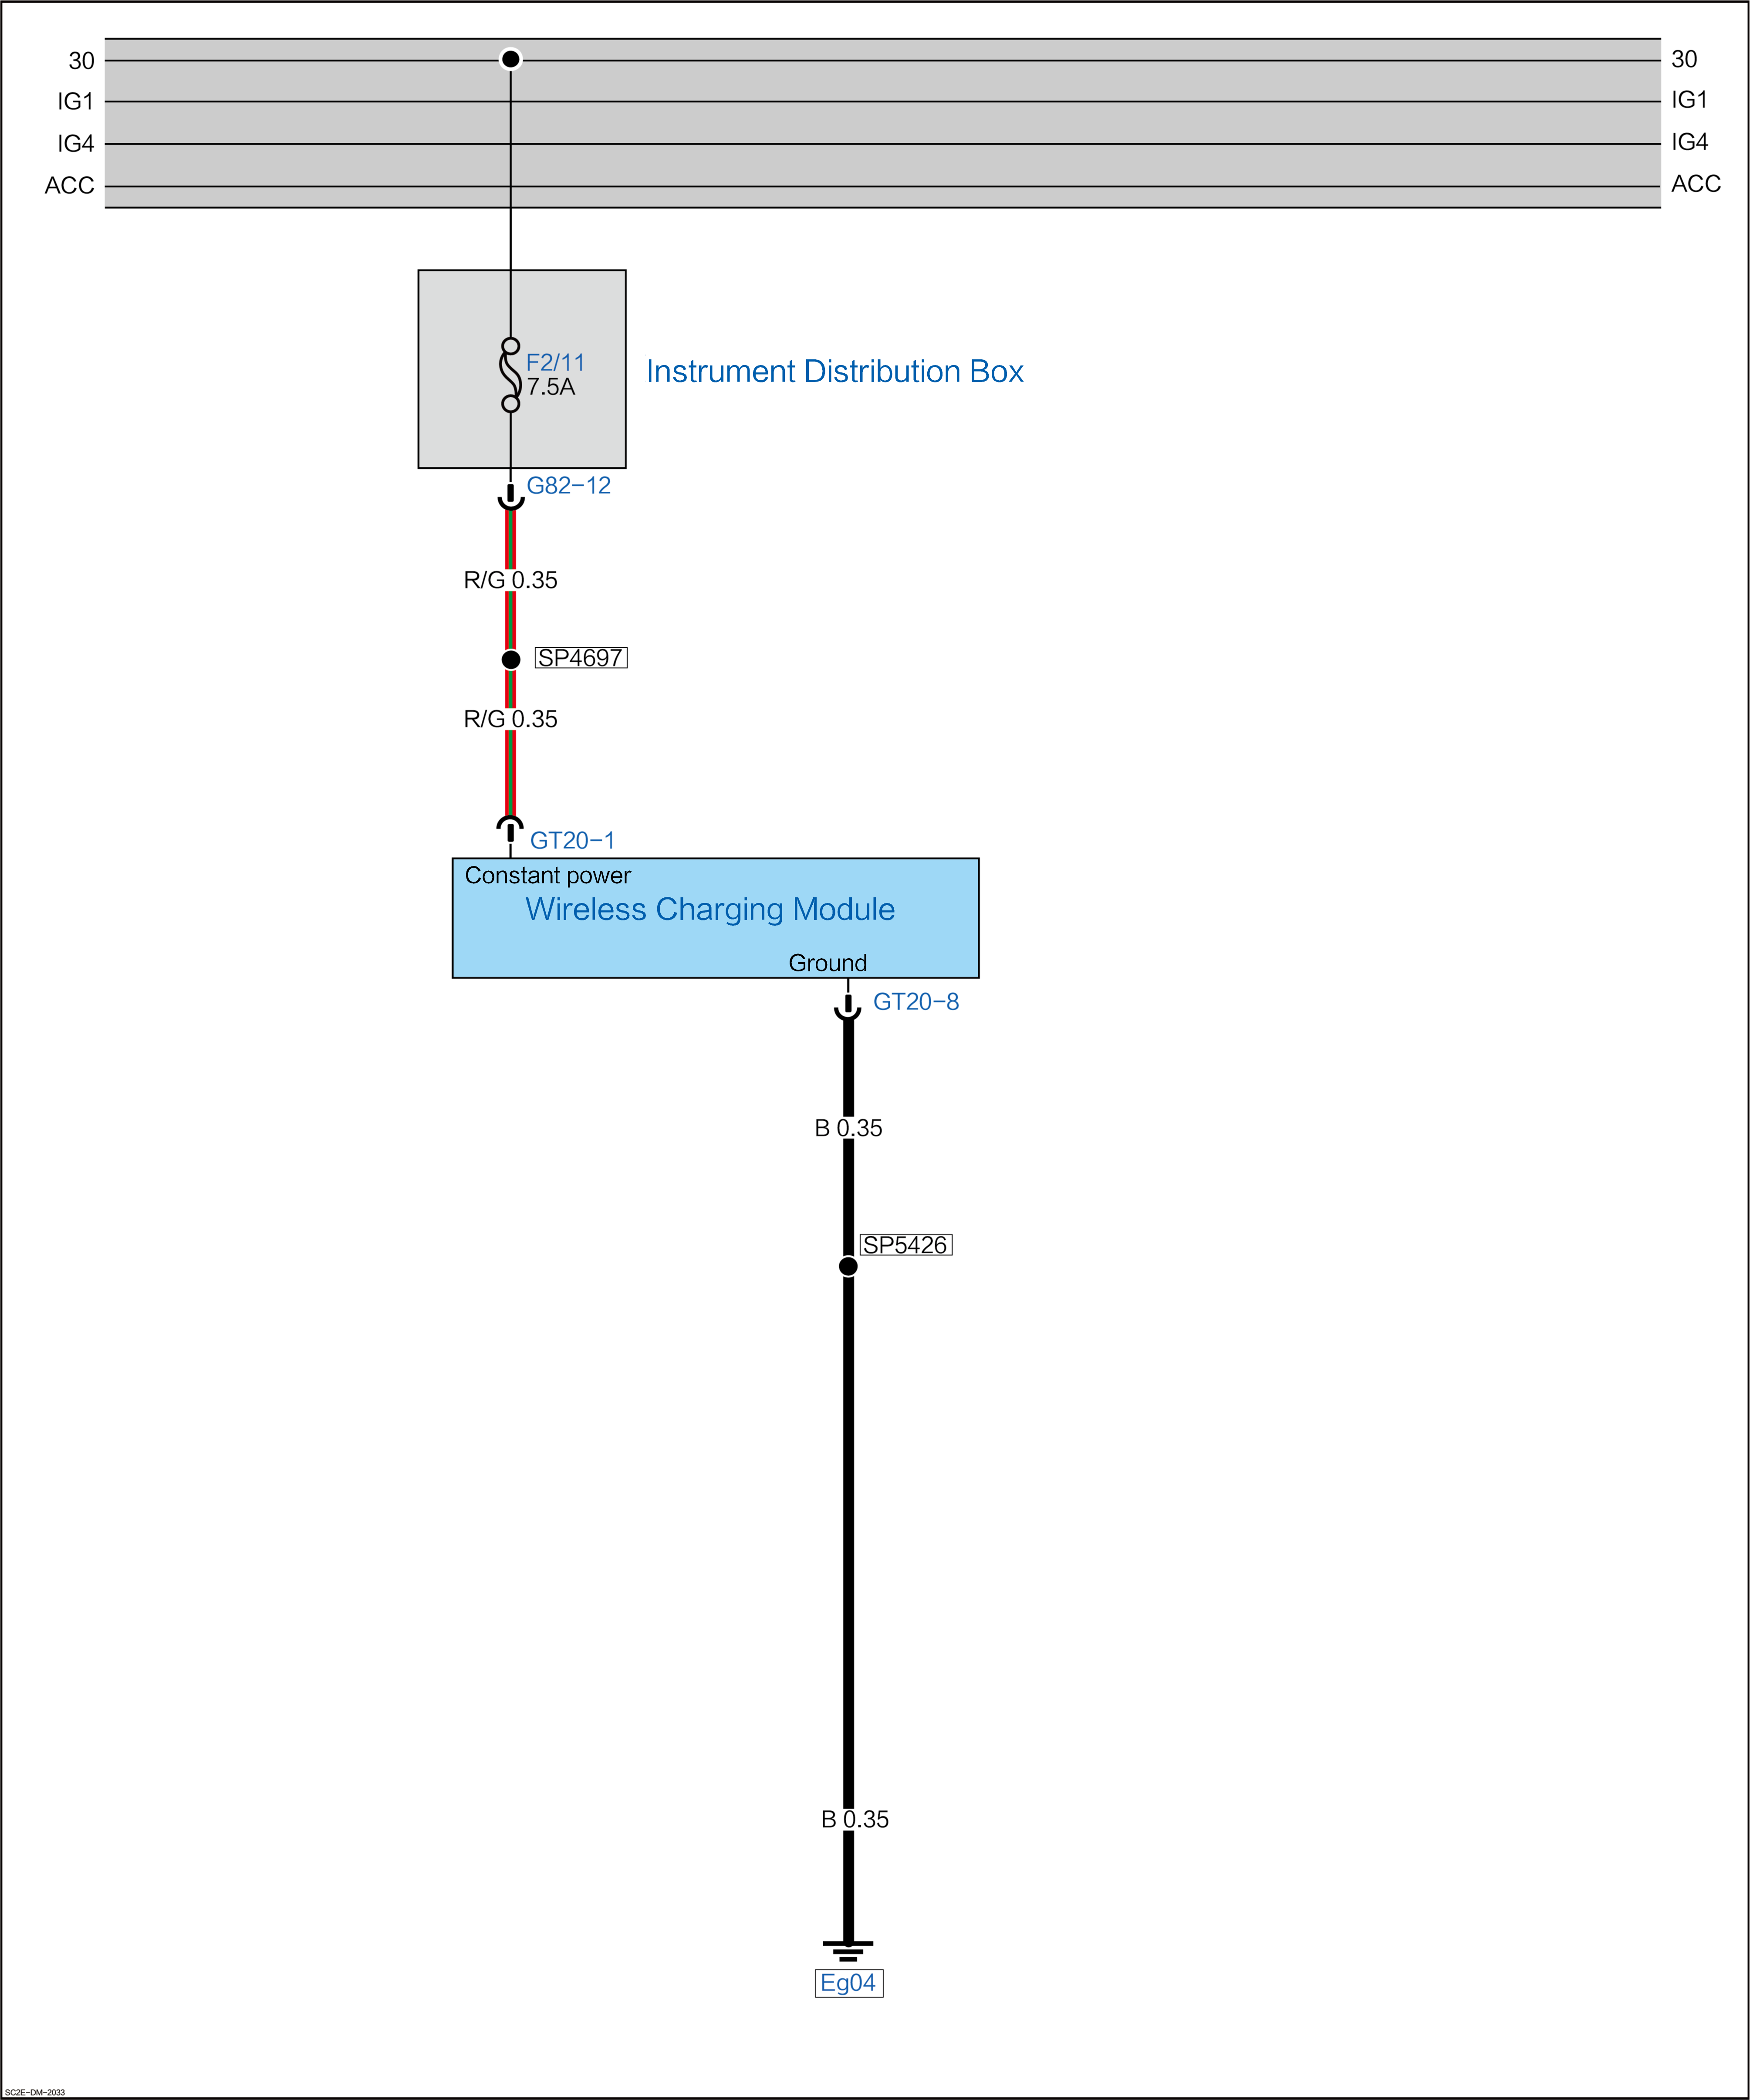 30
30
IG1
IG1
IG4
IG4
ACC
ACC
F2/11
7.5A
Instrument Distribution Box
G82-12
R/G 0.35
SP4697
R/G 0.35
GT20-1
Constant power
Wireless Charging Module
Ground
GT20-8
B 0.35
SP5426
B 0.35
Eg04
SC2E-DM-2033